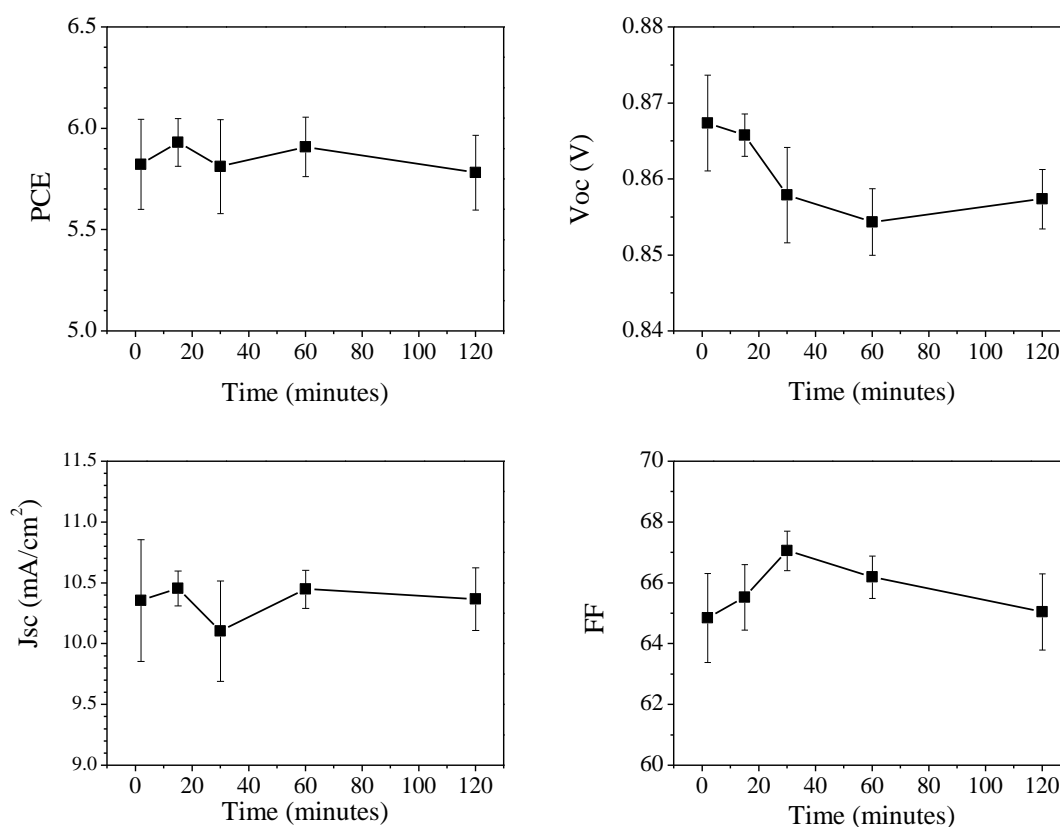 6.5
6.0
5.5
5.0
PCE
0 20 40 60 80 100 120
Time (minutes)
0.88
0.87
0.86
0.85
0.84
Voc (V)
0 20 40 60 80 100 120
Time (minutes)
11.5
11.0
10.5
10.0
9.5
9.0
Jsc (mA/cm²)
0 20 40 60 80 100 120
Time (minutes)
70
68
66
64
62
60
FF
0 20 40 60 80 100 120
Time (minutes)